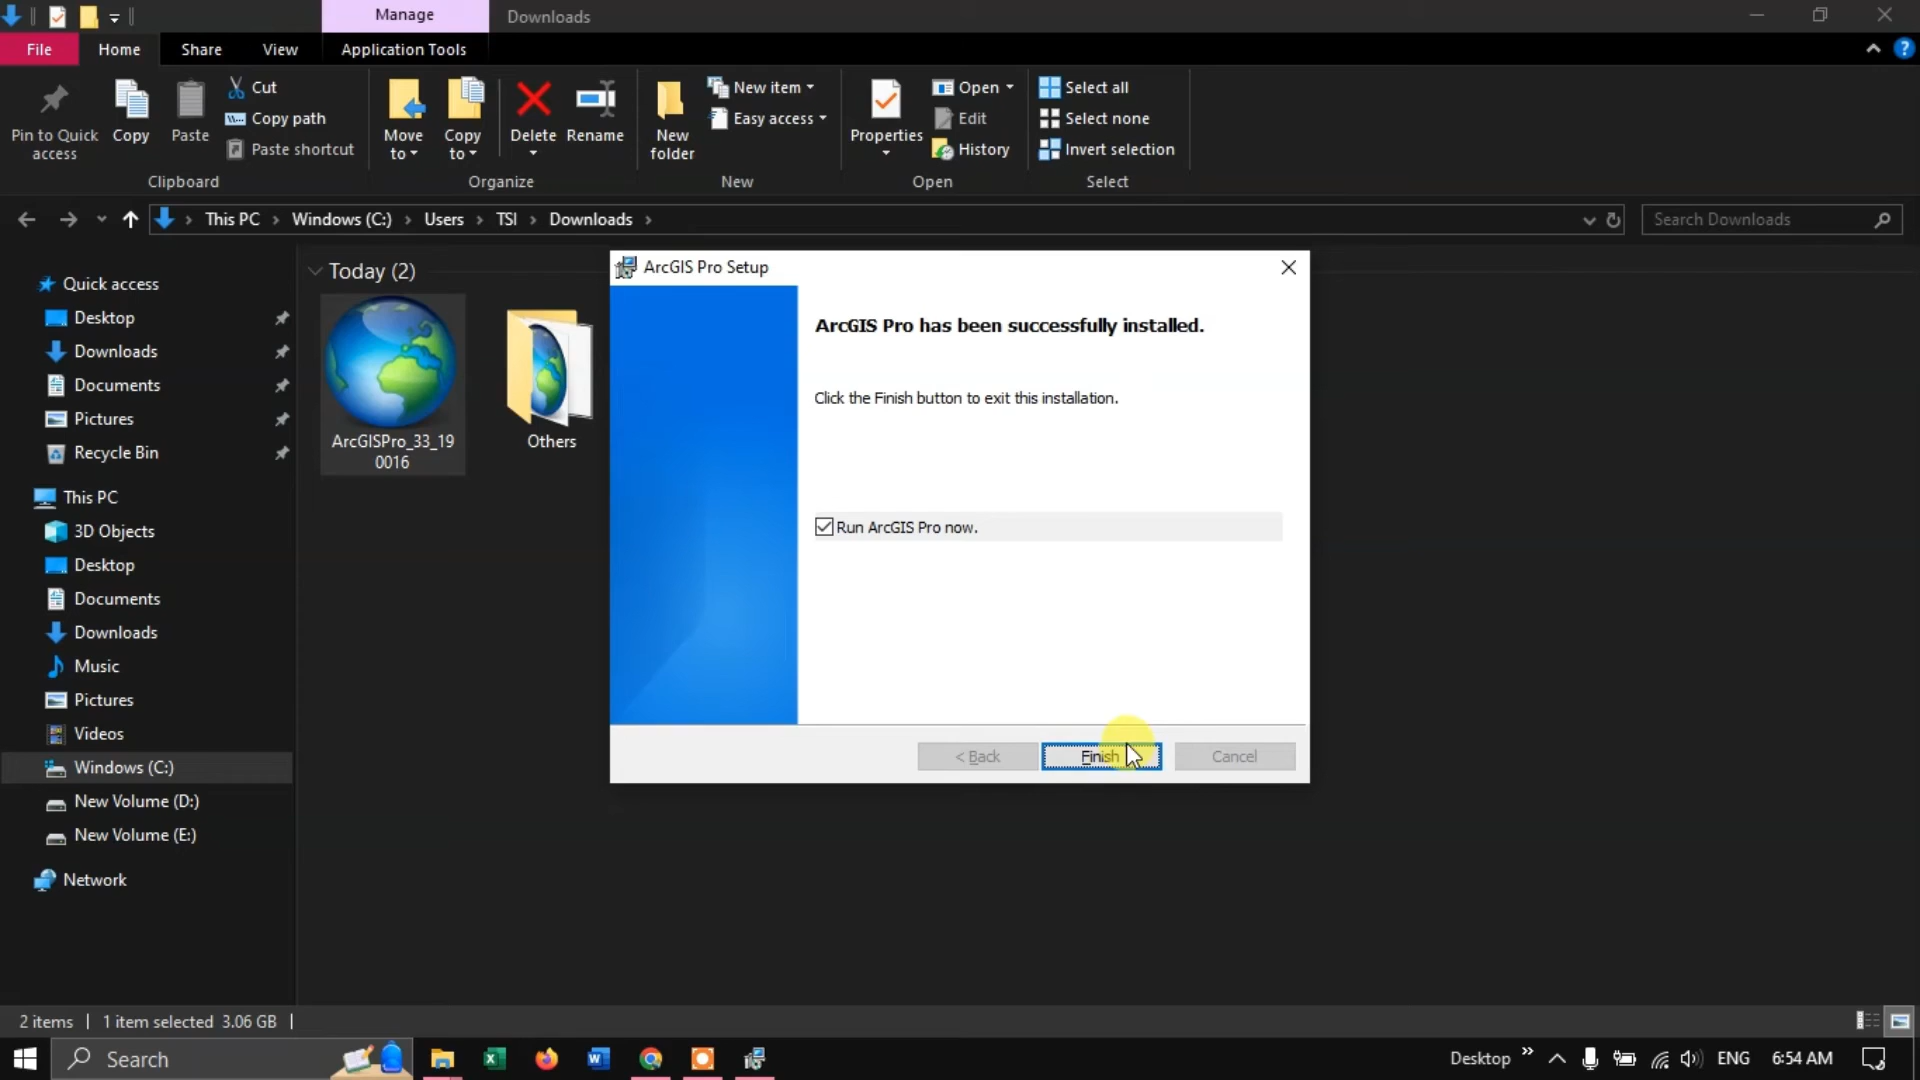 Manage
Downloads
File
Home
Share
View
Application Tools
Pin to Quick
access
Copy
Paste
Cut
Copy path
Paste shortcut
Move
to
Copy
to
Delete
Rename
New
folder
New item
Easy access
Properties
Open
Edit
History
Select all
Select none
Invert selection
Clipboard
Organize
New
Open
Select
This PC
Windows (C:)
Users
TSI
Downloads
Search Downloads
Quick access
Desktop
Downloads
Documents
Pictures
Recycle Bin
This PC
3D Objects
Desktop
Documents
Downloads
Music
Pictures
Videos
Windows (C:)
New Volume (D:)
New Volume (E:)
Network
Today (2)
ArcGISPro_33_19
0016
Others
ArcGIS Pro Setup
ArcGIS Pro has been successfully installed.
Click the Finish button to exit this installation.
Run ArcGIS Pro now.
< Back
Finish
Cancel
2 items
1 item selected 3.06 GB
Search
Desktop
ENG
6:54 AM